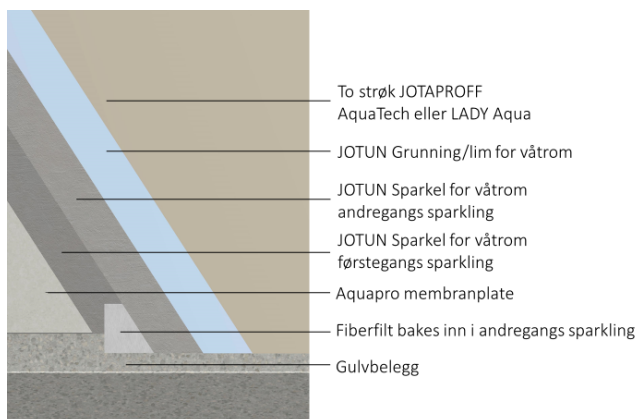 To strøk JOTAPROFF
AquaTech eller LADY Aqua
JOTUN Grunning/lim for våtrom
JOTUN Sparkel for våtrom
andregangs sparkling
JOTUN Sparkel for våtrom
førstegangs sparkling
Aquapro membranplate
Fiberfilt bakes inn i andregangs sparkling
Gulvbelegg